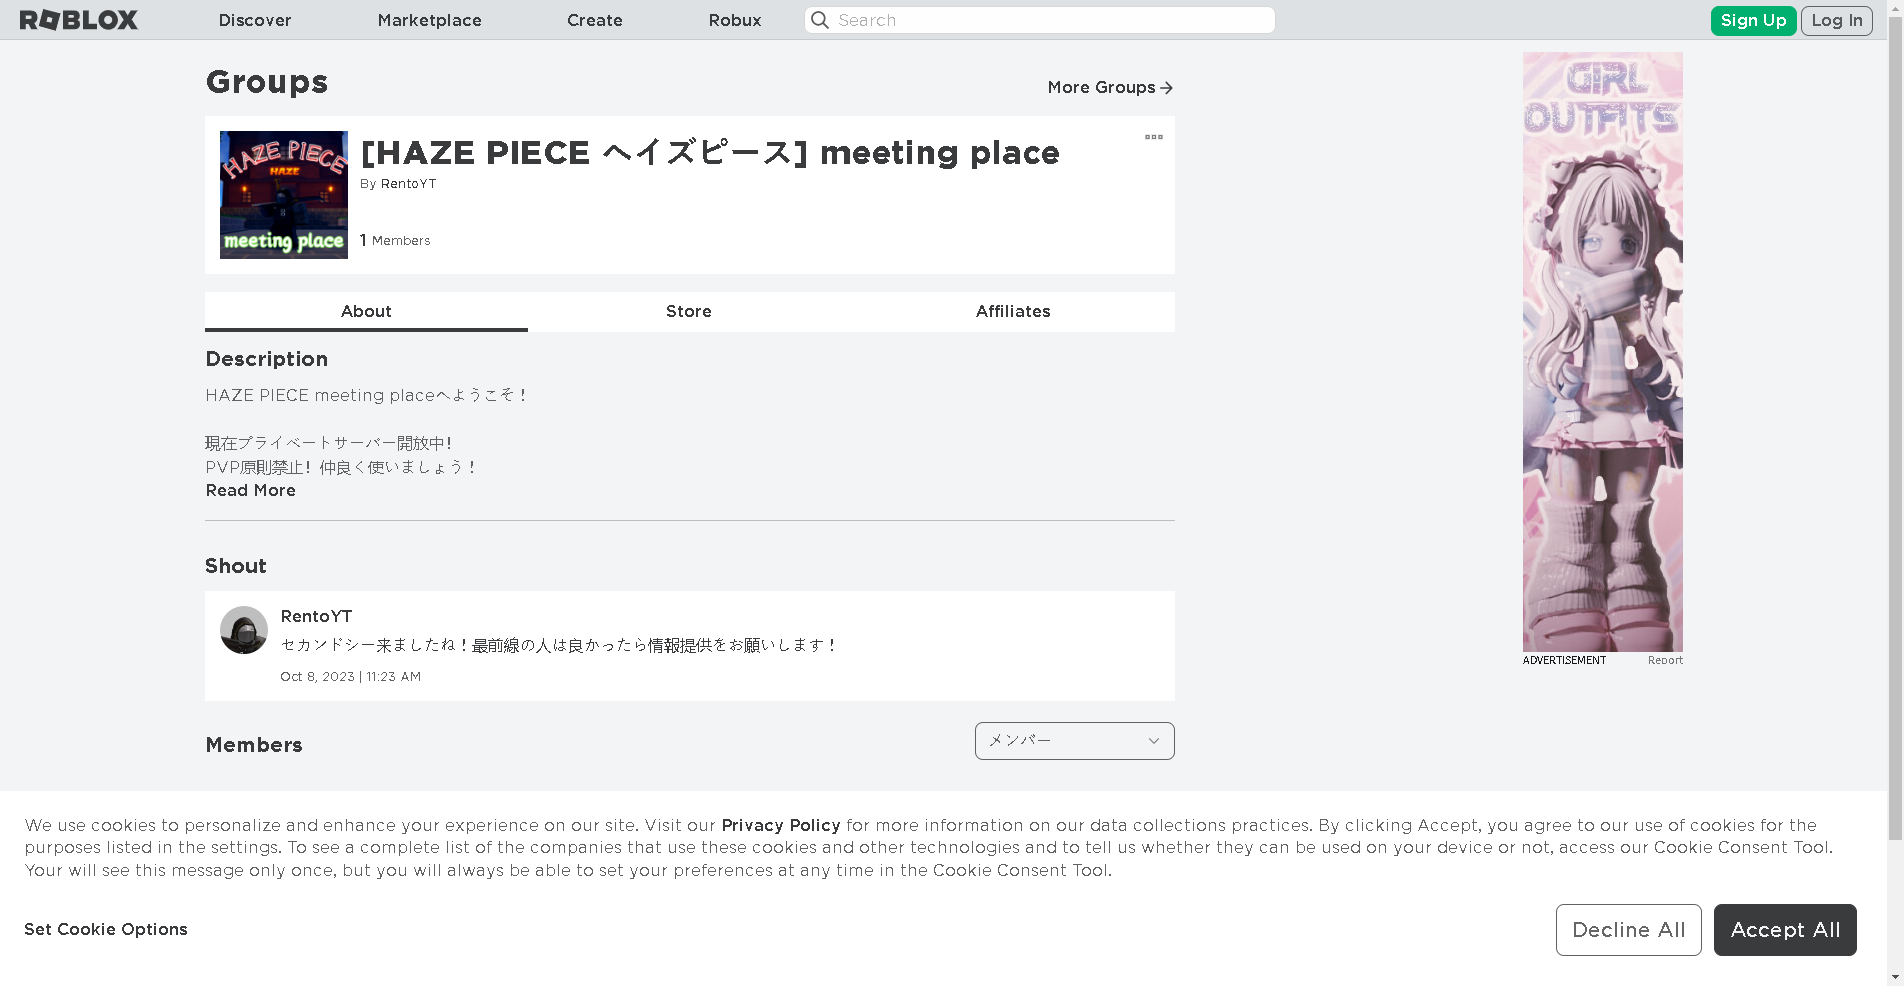 ROBLOX
Discover
Marketplace
Create
Robux
Search
Sign Up
Log In
Groups
More Groups
HAZE PIECE
HAZE
meeting place
[HAZE PIECE ヘイズピース] meeting place
By RentoYT
1 Members
About
Store
Affiliates
Description
HAZE PIECE meeting placeへようこそ！
現在プライベートサーバー開放中！
PVP原則禁止！仲良く使いましょう！
Read More
Shout
RentoYT
セカンドシー来ましたね！最前線の人は良かったら情報提供をお願いします！
Oct 8, 2023 | 11:23 AM
Members
メンバー
GIRL
OUTFITS
ADVERTISEMENT
Report
We use cookies to personalize and enhance your experience on our site. Visit our Privacy Policy for more information on our data collections practices. By clicking Accept, you agree to our use of cookies for the
purposes listed in the settings. To see a complete list of the companies that use these cookies and other technologies and to tell us whether they can be used on your device or not, access our Cookie Consent Tool.
Your will see this message only once, but you will always be able to set your preferences at any time in the Cookie Consent Tool.
Set Cookie Options
Decline All
Accept All